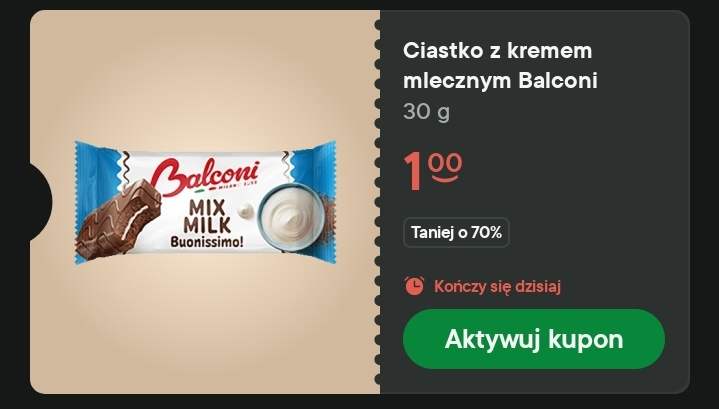 Balconi
MIX
MILK
Buonissimo!
Ciastko z kremem
mlecznym Balconi
30 g
1 00
Taniej o 70%
Kończy się dzisiaj
Aktywuj kupon